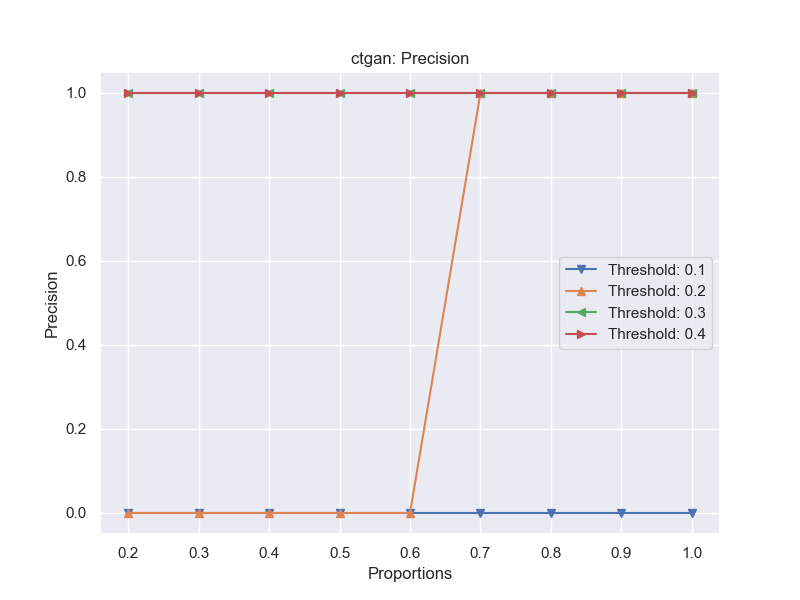 ctgan: Precision
1.0
0.8
0.6
0.4
0.2
0.0
Precision
Threshold: 0.1
Threshold: 0.2
Threshold: 0.3
Threshold: 0.4
0.2 0.3 0.4 0.5 0.6 0.7 0.8 0.9 1.0
Proportions